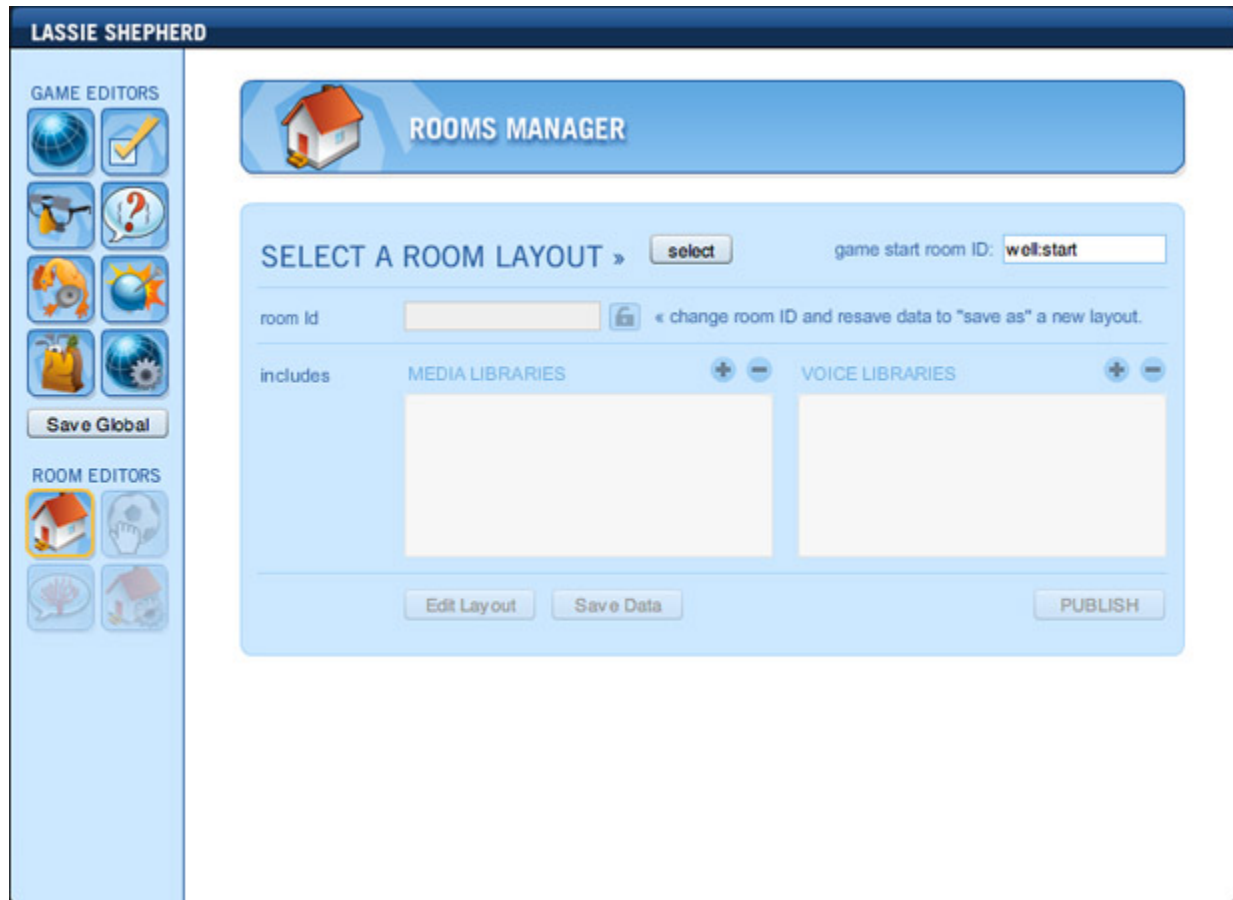 LASSIE SHEPHERD
GAME EDITORS
Save Global
ROOM EDITORS
ROOMS MANAGER
SELECT A ROOM LAYOUT » select game start room ID: well:start
room Id « change room ID and resave data to "save as" a new layout.
includes MEDIA LIBRARIES VOICE LIBRARIES
Edit Layout Save Data PUBLISH